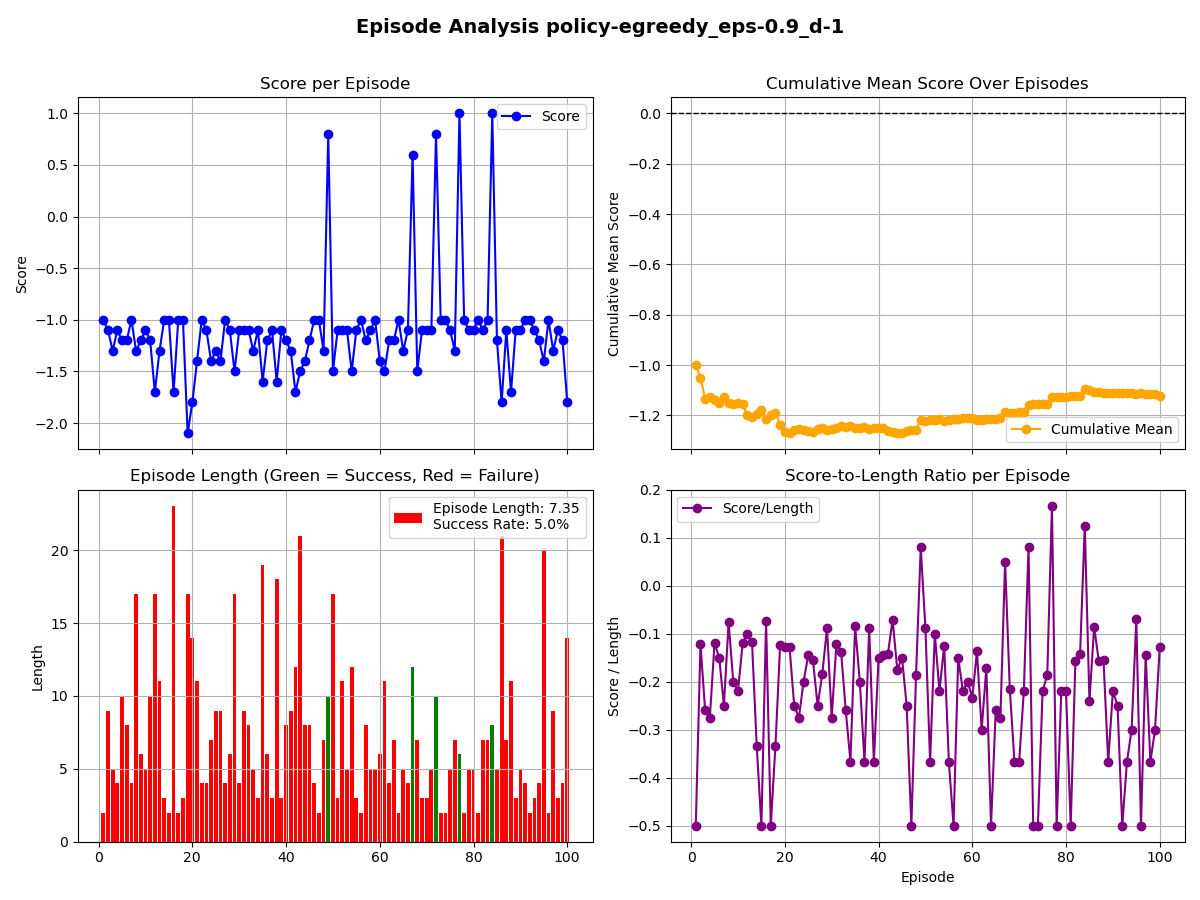 Episode Analysis policy-egreedy_eps-0.9_d-1
Score per Episode
Score
1.0
0.5
0.0
−0.5
−1.0
−1.5
−2.0
Score
Cumulative Mean Score Over Episodes
Cumulative Mean Score
0.0
−0.2
−0.4
−0.6
−0.8
−1.0
−1.2
Cumulative Mean
Episode Length (Green = Success, Red = Failure)
Length
20
15
10
5
0
Episode Length: 7.35
Success Rate: 5.0%
0
20
40
60
80
100
Score-to-Length Ratio per Episode
Score / Length
0.2
0.1
0.0
−0.1
−0.2
−0.3
−0.4
−0.5
Score/Length
0
20
40
60
80
100
Episode